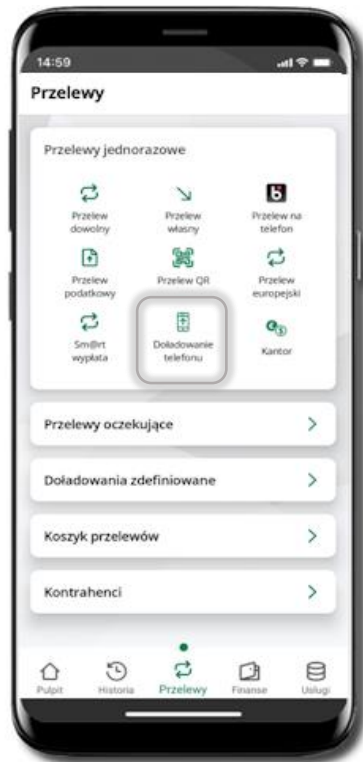 14:59
Przelewy
Przelewy jednorazowe
Przelew
dowolny
Przelew
własny
Przelew na
telefon
Przelew
podatkowy
Przelew QR
Przelew
europejski
Sm@rt
wypłata
Doładowanie
telefonu
Kantor
Przelewy oczekujące
Doładowania zdefiniowane
Koszyk przelewów
Kontrahenci
Pulpit
Historia
Przelewy
Finanse
Usługi